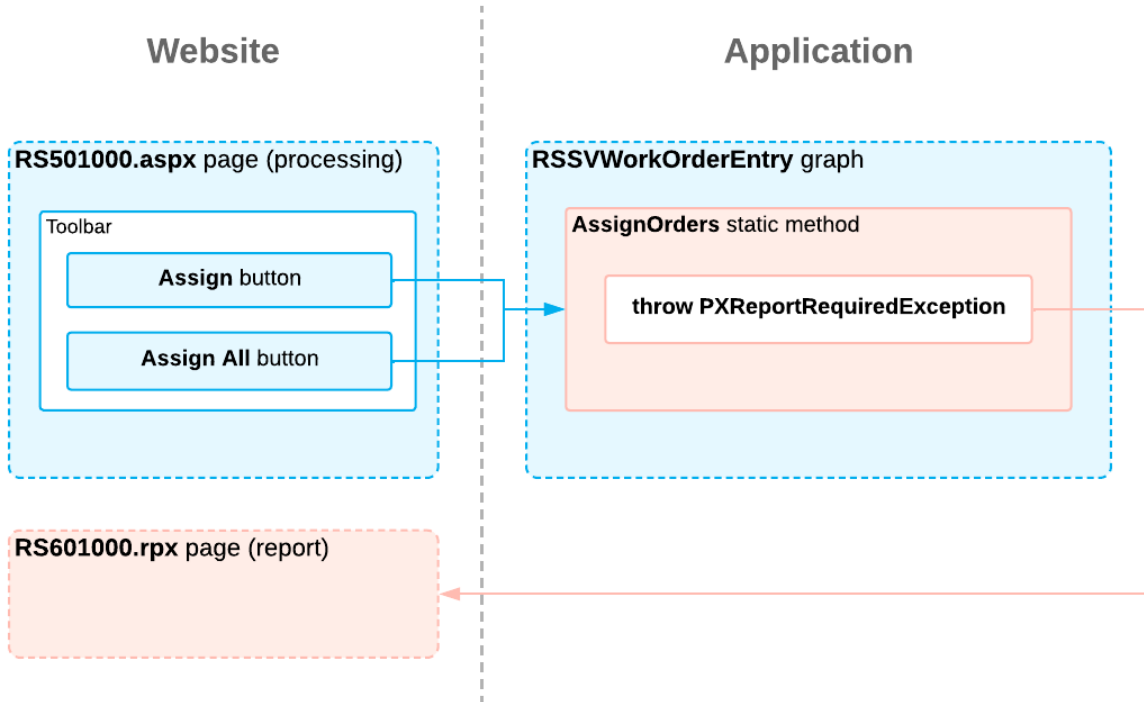 Website
Application
RS501000.aspx page (processing)
Toolbar
Assign button
Assign All button
RSSVWorkOrderEntry graph
AssignOrders static method
throw PXReportRequiredException
RS601000.rpx page (report)